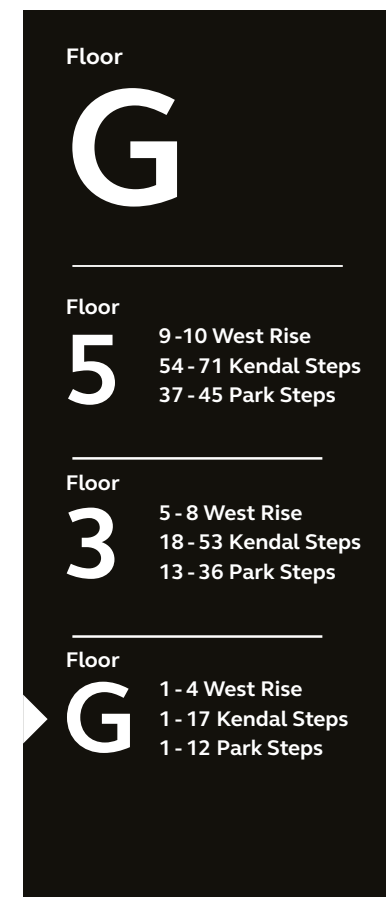 Floor
G
Floor
5
9-10 West Rise
54-71 Kendal Steps
37-45 Park Steps
Floor
3
5-8 West Rise
18-53 Kendal Steps
13-36 Park Steps
Floor
G
1-4 West Rise
1-17 Kendal Steps
1-12 Park Steps